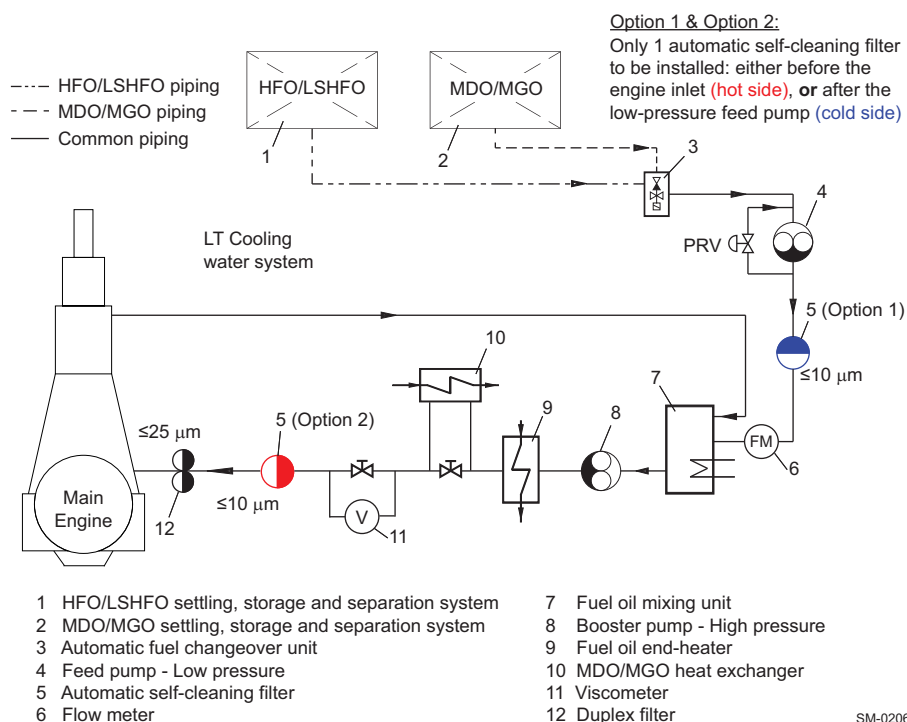 Option 1 & Option 2:
Only 1 automatic self-cleaning filter
to be installed: either before the
engine inlet (hot side), or after the
low-pressure feed pump (cold side)
HFO/LSHFO piping
MDO/MGO piping
Common piping
HFO/LSHFO
MDO/MGO
1
2
3
4
LT Cooling
water system
PRV
5 (Option 1)
≤10 μm
10
7
9
8
FM
6
≤25 μm
5 (Option 2)
≤10 μm
V
11
12
Main
Engine
1 HFO/LSHFO settling, storage and separation system
2 MDO/MGO settling, storage and separation system
3 Automatic fuel changeover unit
4 Feed pump - Low pressure
5 Automatic self-cleaning filter
6 Flow meter
7 Fuel oil mixing unit
8 Booster pump - High pressure
9 Fuel oil end-heater
10 MDO/MGO heat exchanger
11 Viscometer
12 Duplex filter
SM-0206